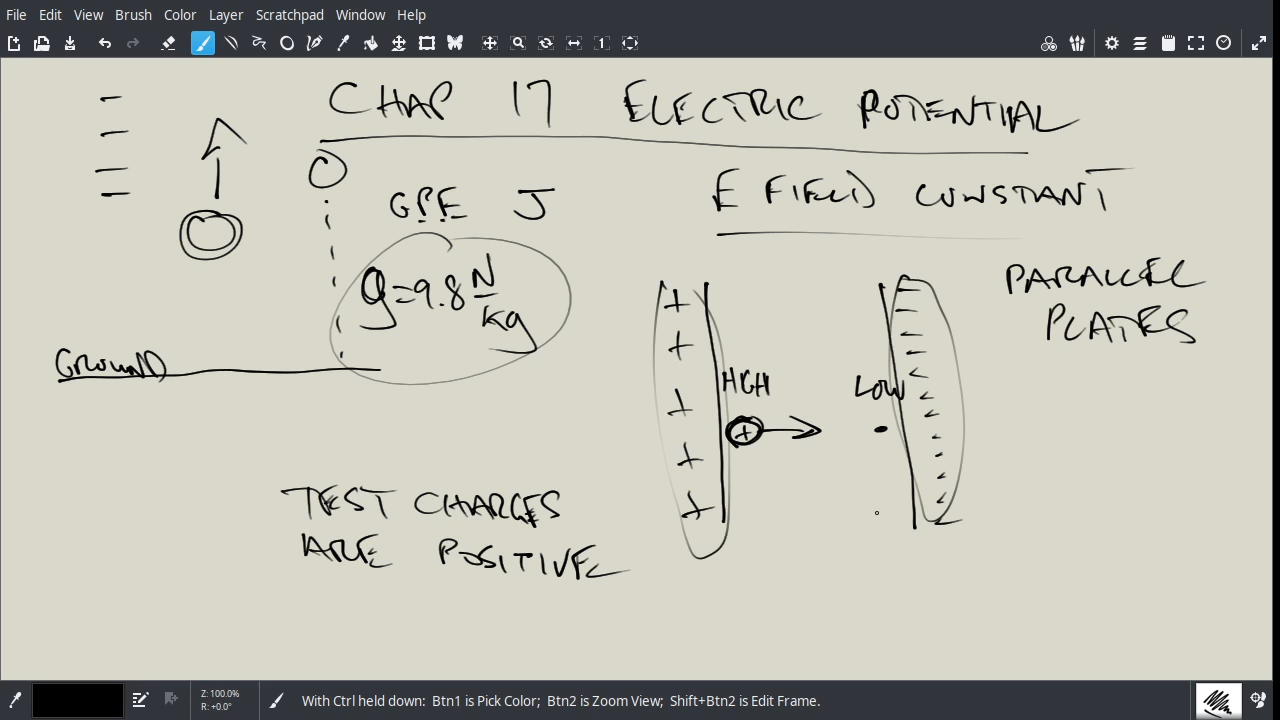 File Edit View Brush Color Layer Scratchpad Window Help
CHAP 17 ELECTRIC POTENTIAL
GPE J
E FIELD CONSTANT
g=9.8 N/kg
PARALLEL
PLATES
GROUND
HGH
LOW
TEST CHARGES
ARE POSITIVE
Z: 100.0%
R: +0.0°
With Ctrl held down: Btn1 is Pick Color; Btn2 is Zoom View; Shift+Btn2 is Edit Frame.